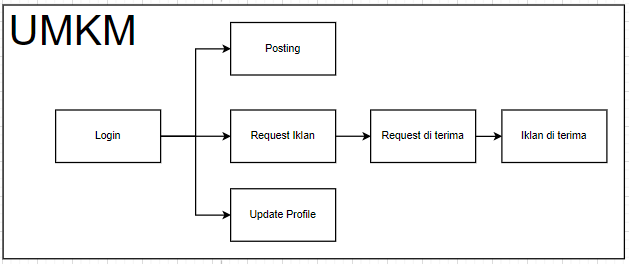 UMKM
Posting
Login
Request Iklan
Request di terima
Iklan di terima
Update Profile